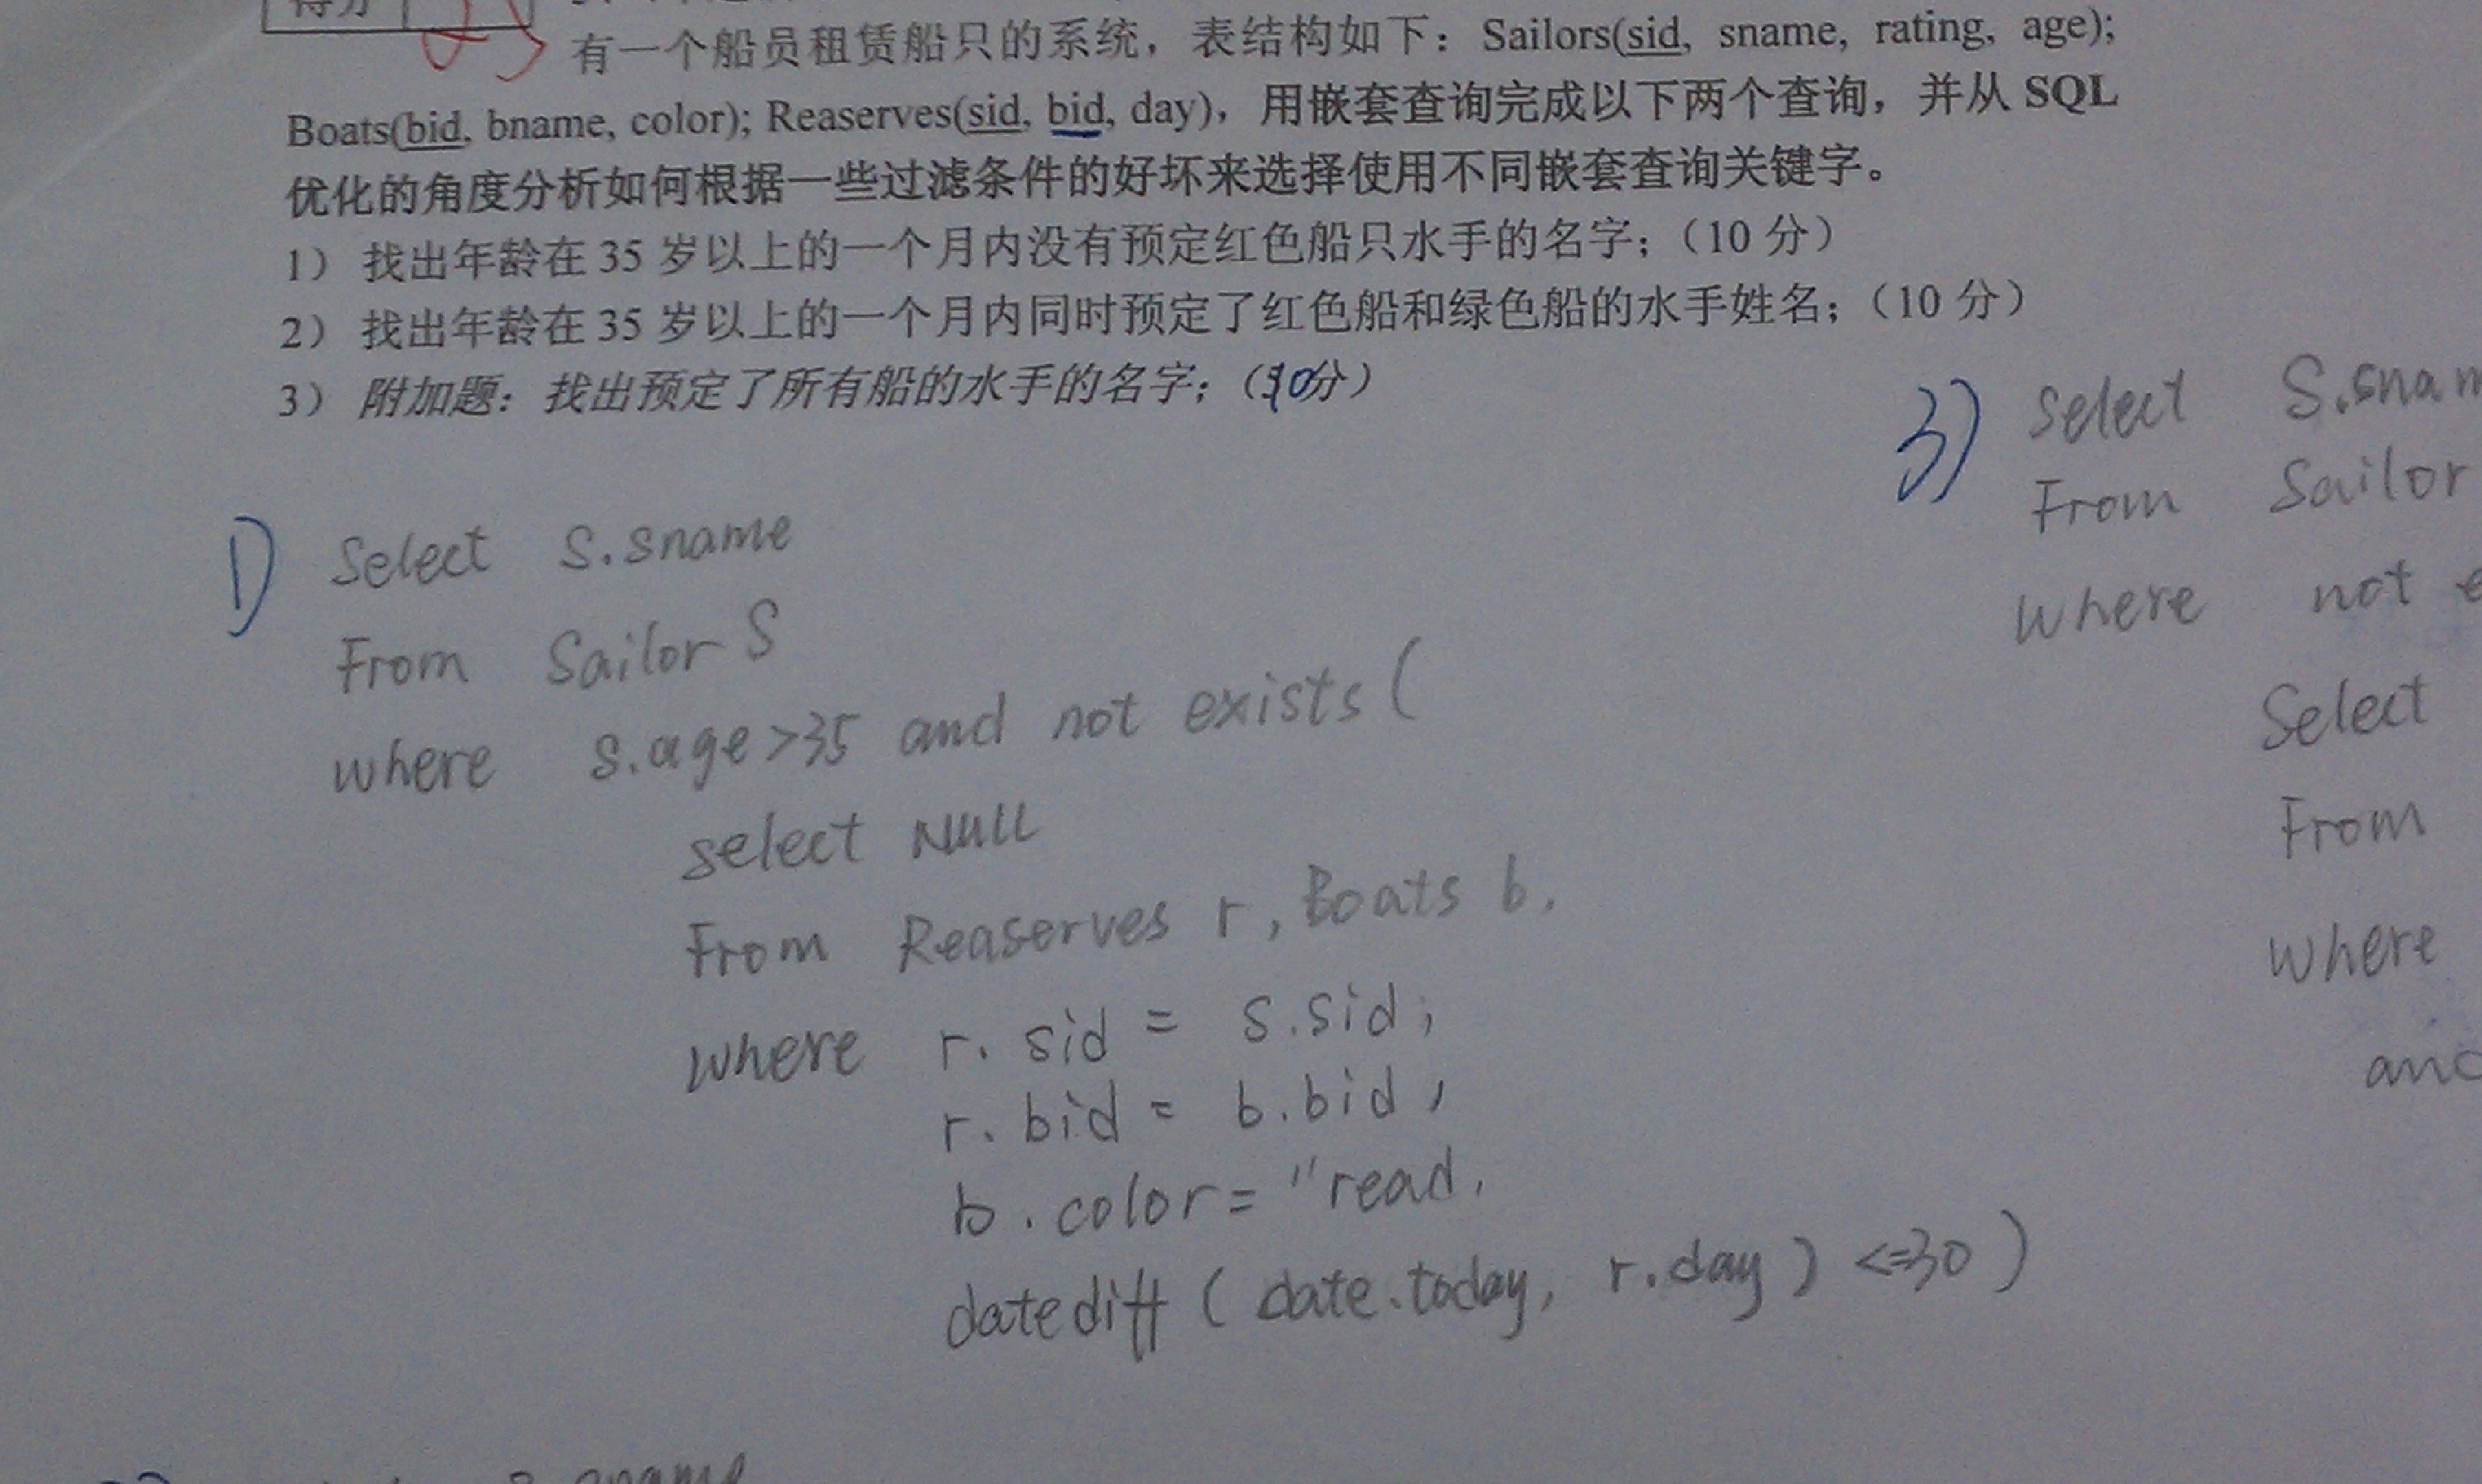 得分
有一个船员租赁船只的系统，表结构如下：Sailors(sid, sname, rating, age);
Boats(bid, bname, color); Reaserves(sid, bid, day)，用嵌套查询完成以下两个查询，并从 SQL
优化的角度分析如何根据一些过滤条件的好坏来选择使用不同嵌套查询关键字。
1） 找出年龄在 35 岁以上的一个月内没有预定红色船只水手的名字；（10 分）
2） 找出年龄在 35 岁以上的一个月内同时预定了红色船和绿色船的水手姓名；（10 分）
3） 附加题：找出预定了所有船的水手的名字；（10分）
1) Select S.sname
From Sailor S
where S.age>35 and not exists (
select Null
From Reaserves r, Boats b,
where r.sid = s.sid,
r.bid = b.bid,
b.color= "read,
datediff ( date.today, r.day ) <=30 )
3) Select S.snam
From Sailor
where not e
Select
From
where
and
sname